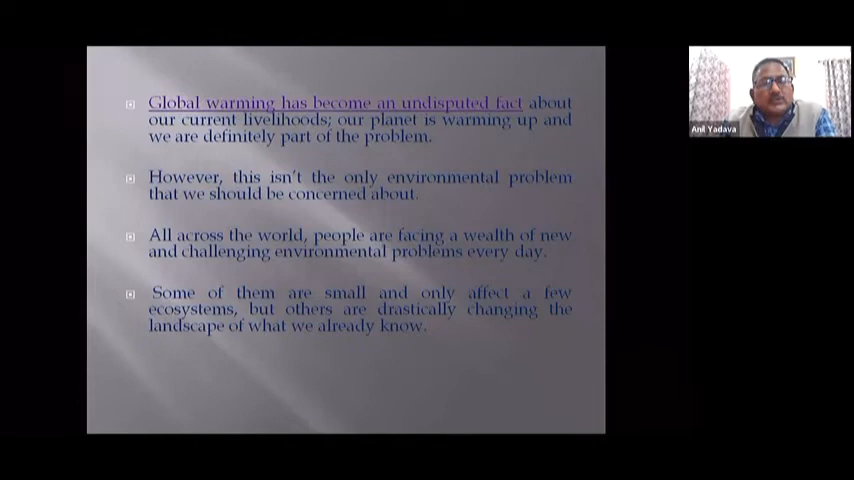 Global warming has become an undisputed fact about
our current livelihoods; our planet is warming up and
we are definitely part of the problem.
However, this isn't the only environmental problem
that we should be concerned about.
All across the world, people are facing a wealth of new
and challenging environmental problems every day.
Some of them are small and only affect a few
ecosystems, but others are drastically changing the
landscape of what we already know.
Anil Yadava